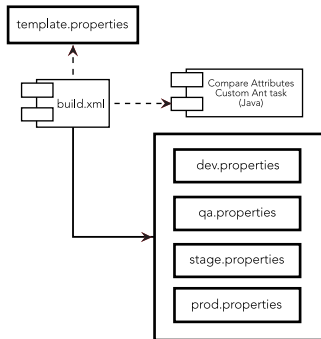 template.properties
build.xml
Compare Attributes
Custom Ant task
(Java)
dev.properties
qa.properties
stage.properties
prod.properties